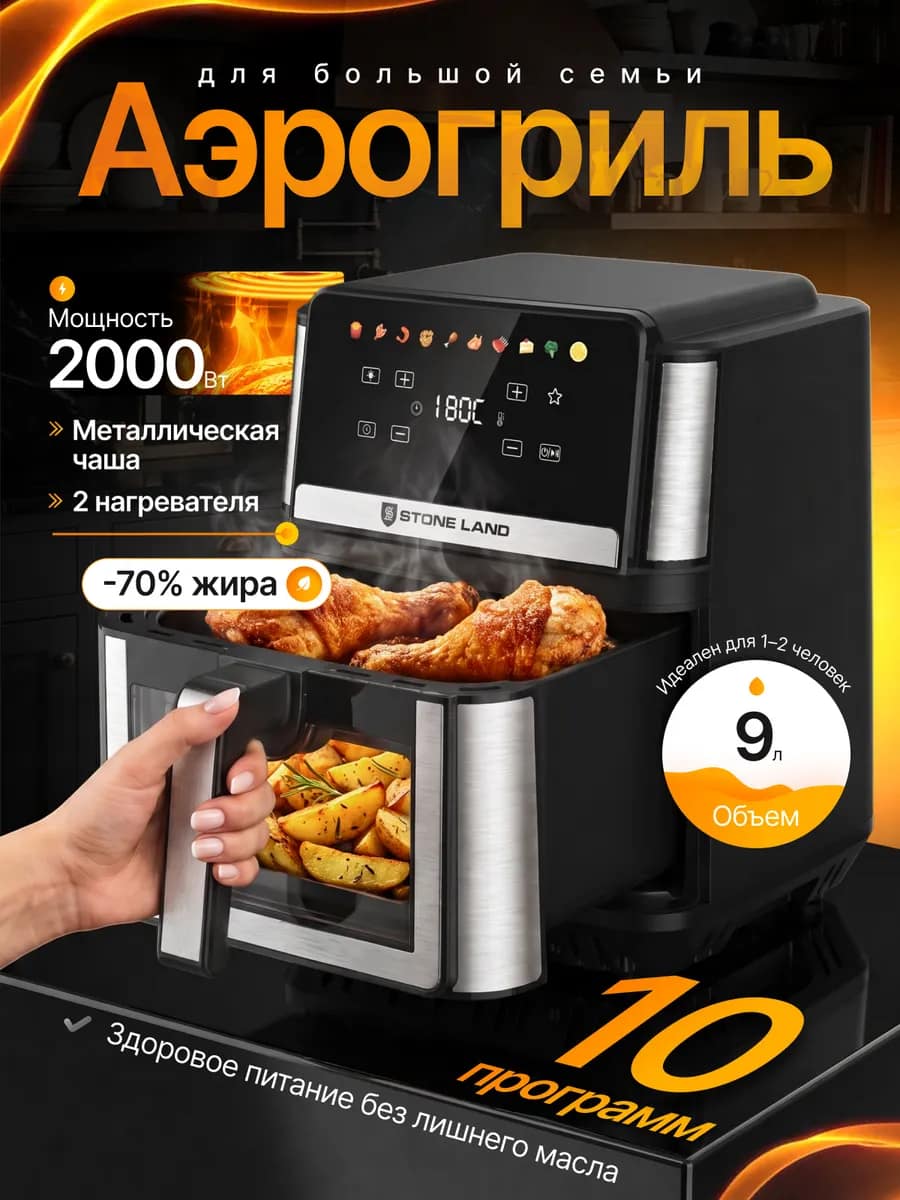 для большой семьи
Аэрогриль
Мощность
2000Вт
Металлическая
чаша
2 нагревателя
-70% жира
180C
STONE LAND
Идеален для 1–2 человек
9л
Объем
10
программ
Здоровое питание без лишнего масла